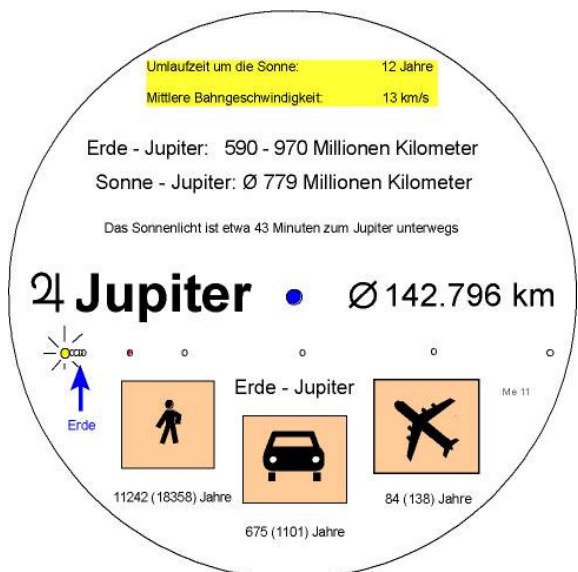 Umlaufzeit um die Sonne: 12 Jahre
Mittlere Bahngeschwindigkeit: 13 km/s
Erde - Jupiter: 590 - 970 Millionen Kilometer
Sonne - Jupiter: Ø 779 Millionen Kilometer
Das Sonnenlicht ist etwa 43 Minuten zum Jupiter unterwegs
♃ Jupiter Ø 142.796 km
Erde - Jupiter
Me 11
Erde
11242 (18358) Jahre
84 (138) Jahre
675 (1101) Jahre